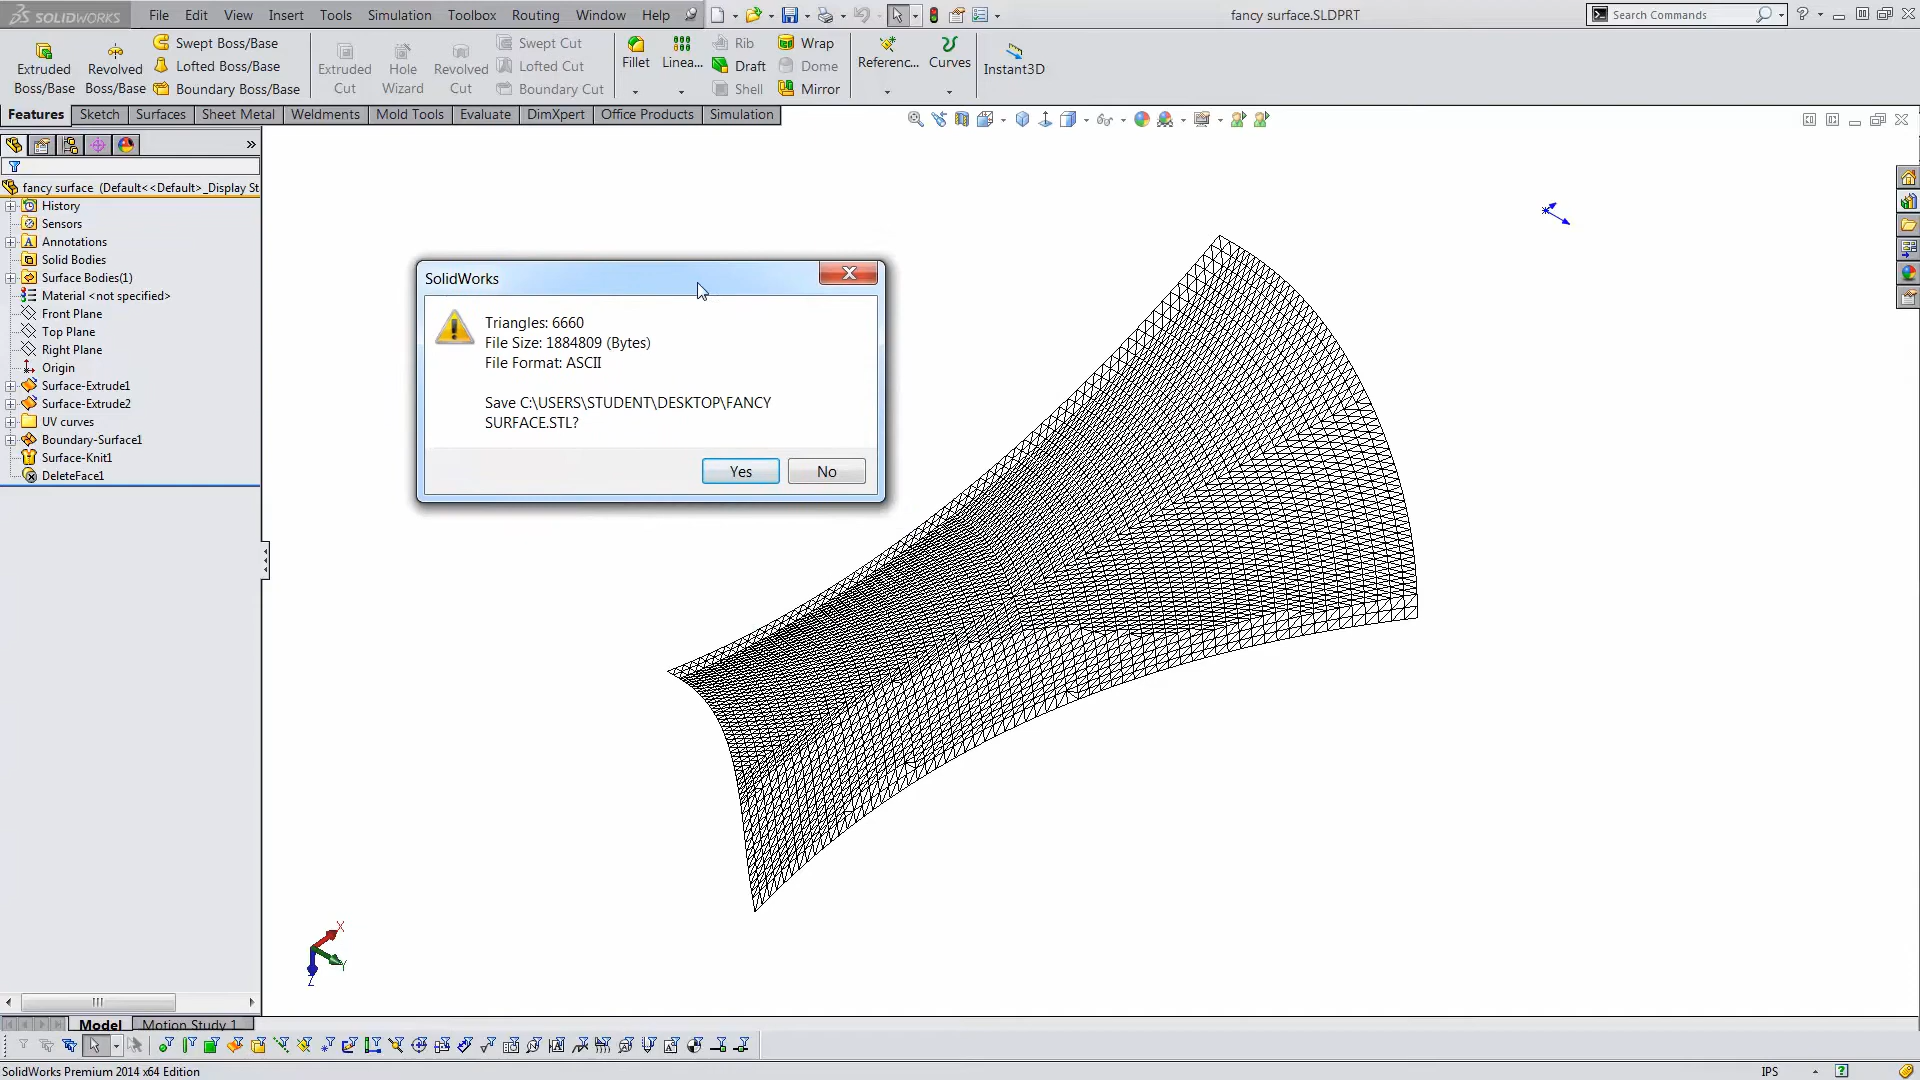 SOLIDWORKS File Edit View Insert Tools Simulation Toolbox Routing Window Help fancy surface.SLDPRT Search Commands
Extruded Boss/Base
Revolved Boss/Base
Swept Boss/Base
Lofted Boss/Base
Boundary Boss/Base
Extruded Cut
Hole Wizard
Revolved Cut
Swept Cut
Lofted Cut
Boundary Cut
Fillet
Linea...
Rib
Draft
Shell
Wrap
Dome
Mirror
Referenc...
Curves
Instant3D
Features Sketch Surfaces Sheet Metal Weldments Mold Tools Evaluate DimXpert Office Products Simulation
fancy surface (Default<<Default>_Display St
History
Sensors
Annotations
Solid Bodies
Surface Bodies(1)
Material <not specified>
Front Plane
Top Plane
Right Plane
Origin
Surface-Extrude1
Surface-Extrude2
UV curves
Boundary-Surface1
Surface-Knit1
DeleteFace1
SolidWorks
Triangles: 6660
File Size: 1884809 (Bytes)
File Format: ASCII
Save C:\USERS\STUDENT\DESKTOP\FANCY
SURFACE.STL?
Yes No
X
Y
Z
Model Motion Study 1
SolidWorks Premium 2014 x64 Edition IPS